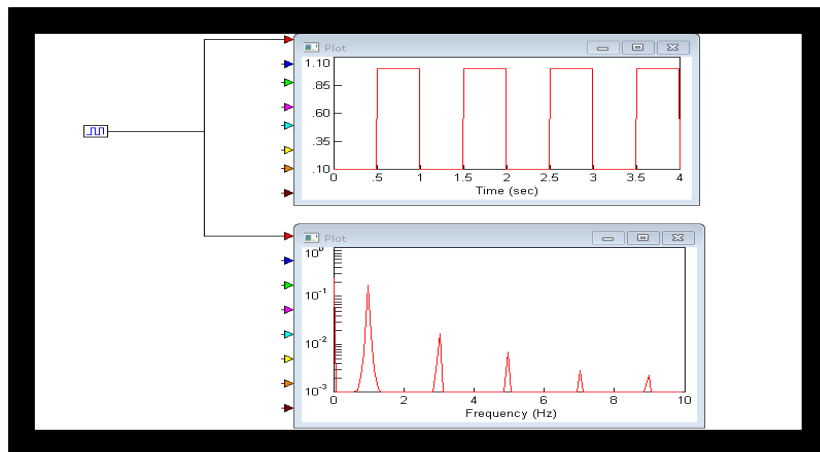 Plot
1.10
.85
.60
.35
.10
0 .5 1 1.5 2 2.5 3 3.5 4
Time (sec)
Plot
10^0
10^-1
10^-2
10^-3
0 2 4 6 8 10
Frequency (Hz)